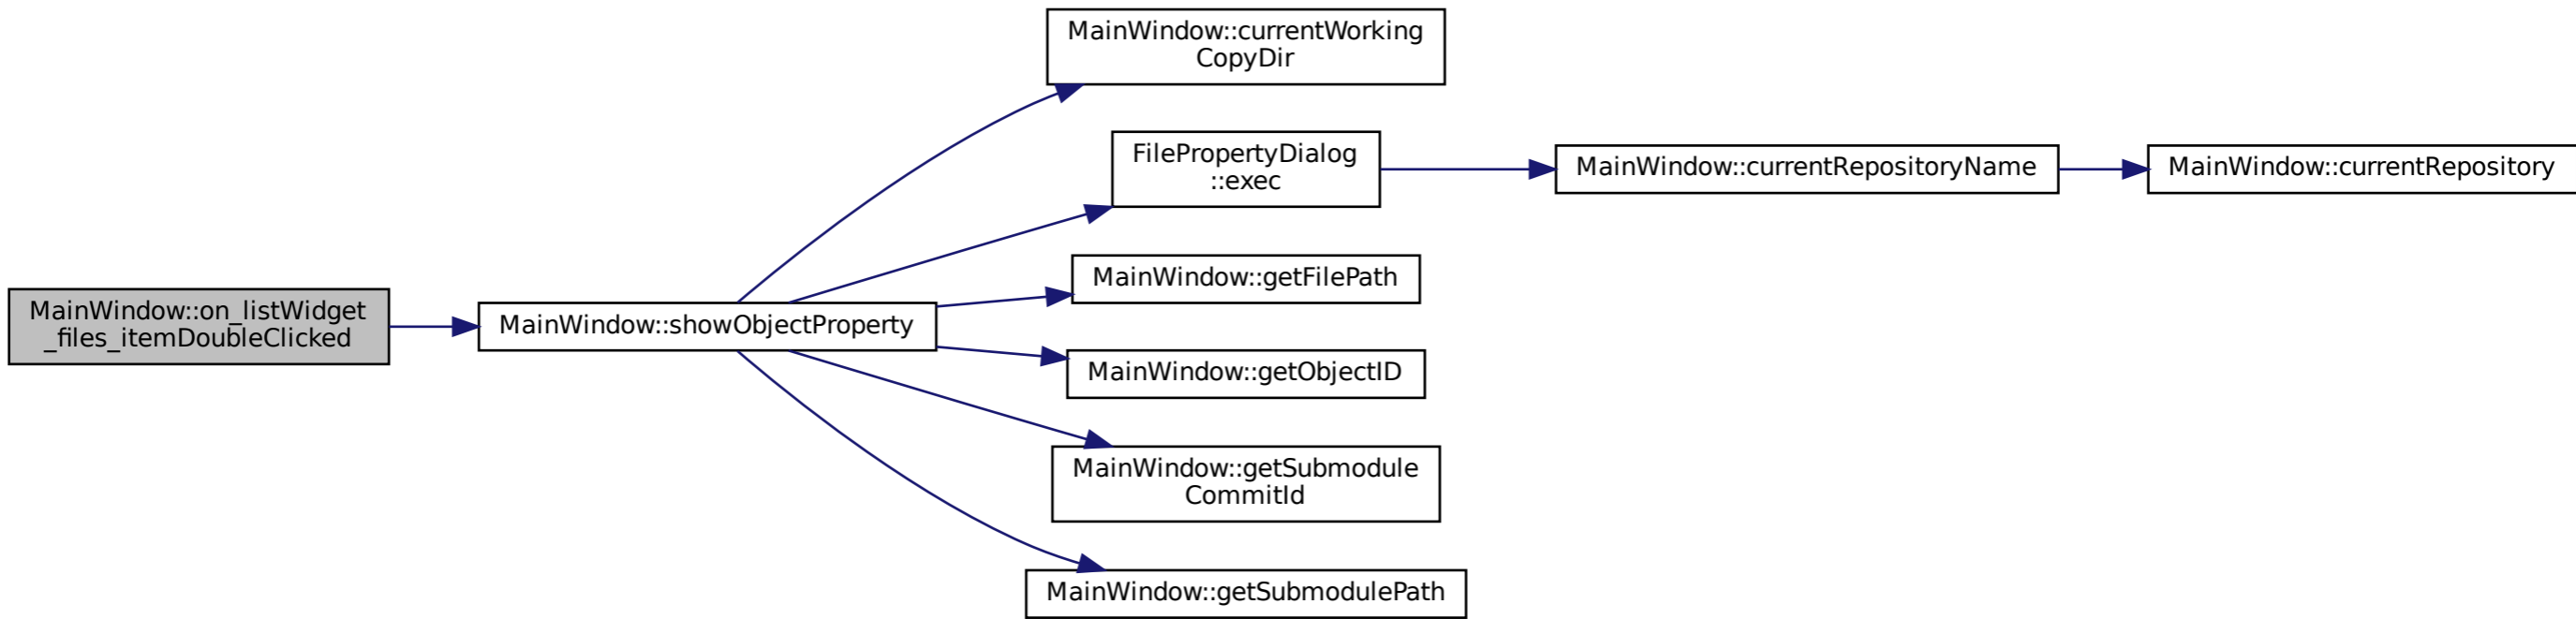 MainWindow::on_listWidget
_files_itemDoubleClicked
MainWindow::showObjectProperty
MainWindow::currentWorking
CopyDir
FilePropertyDialog
::exec
MainWindow::currentRepositoryName
MainWindow::currentRepository
MainWindow::getFilePath
MainWindow::getObjectID
MainWindow::getSubmodule
CommitId
MainWindow::getSubmodulePath